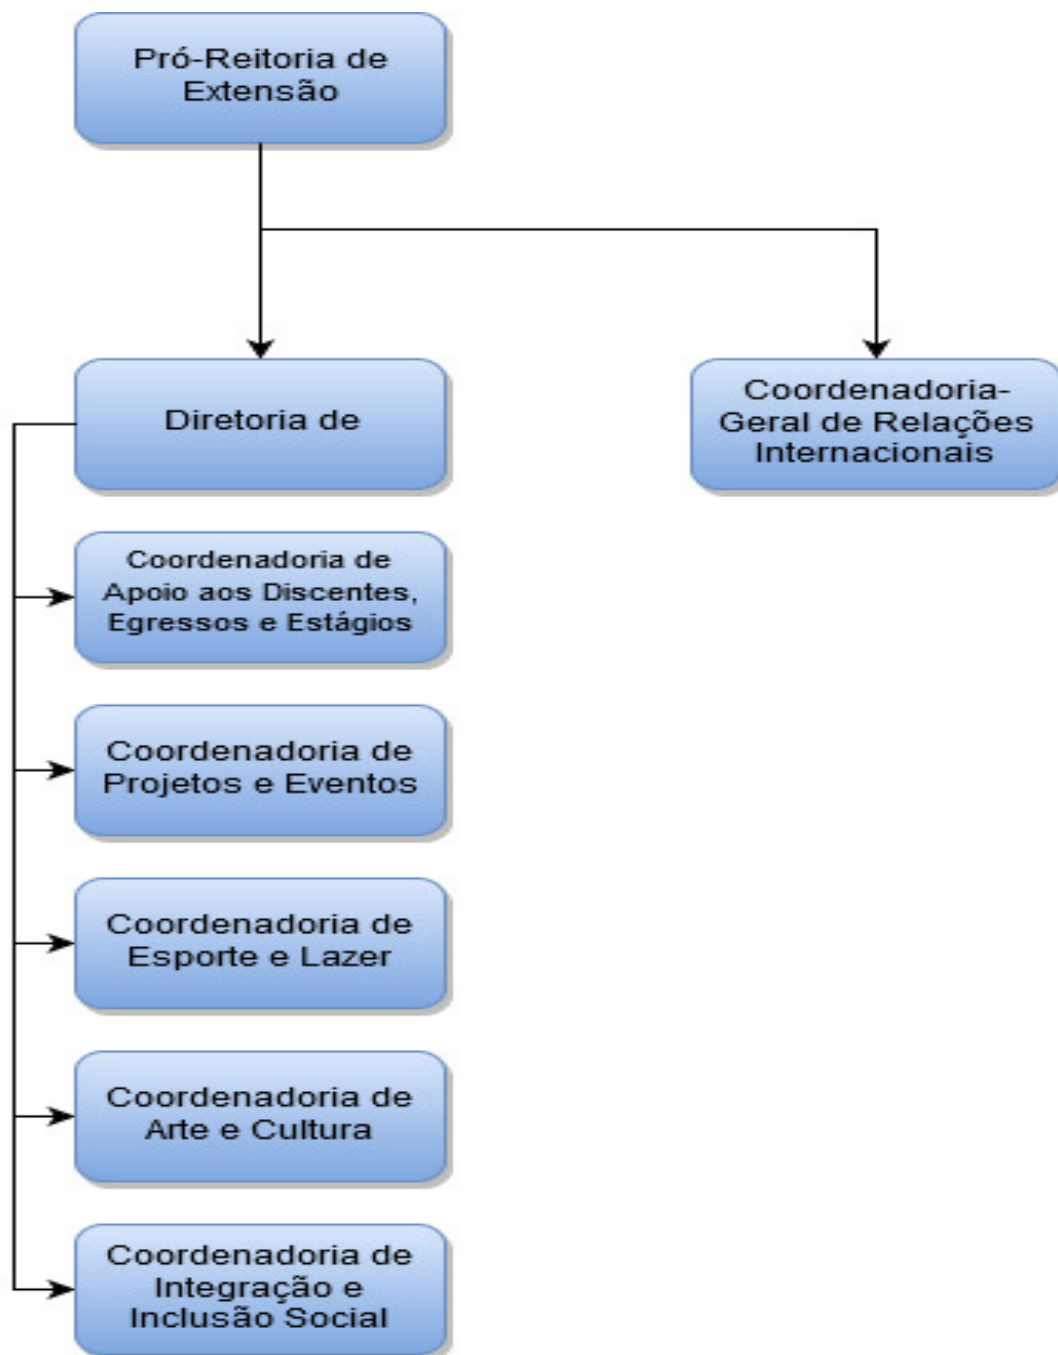 Pró-Reitoria de
Extensão
Diretoria de
Coordenadoria-
Geral de Relações
Internacionais
Coordenadoria de
Apoio aos Discentes,
Egressos e Estágios
Coordenadoria de
Projetos e Eventos
Coordenadoria de
Esporte e Lazer
Coordenadoria de
Arte e Cultura
Coordenadoria de
Integração e
Inclusão Social